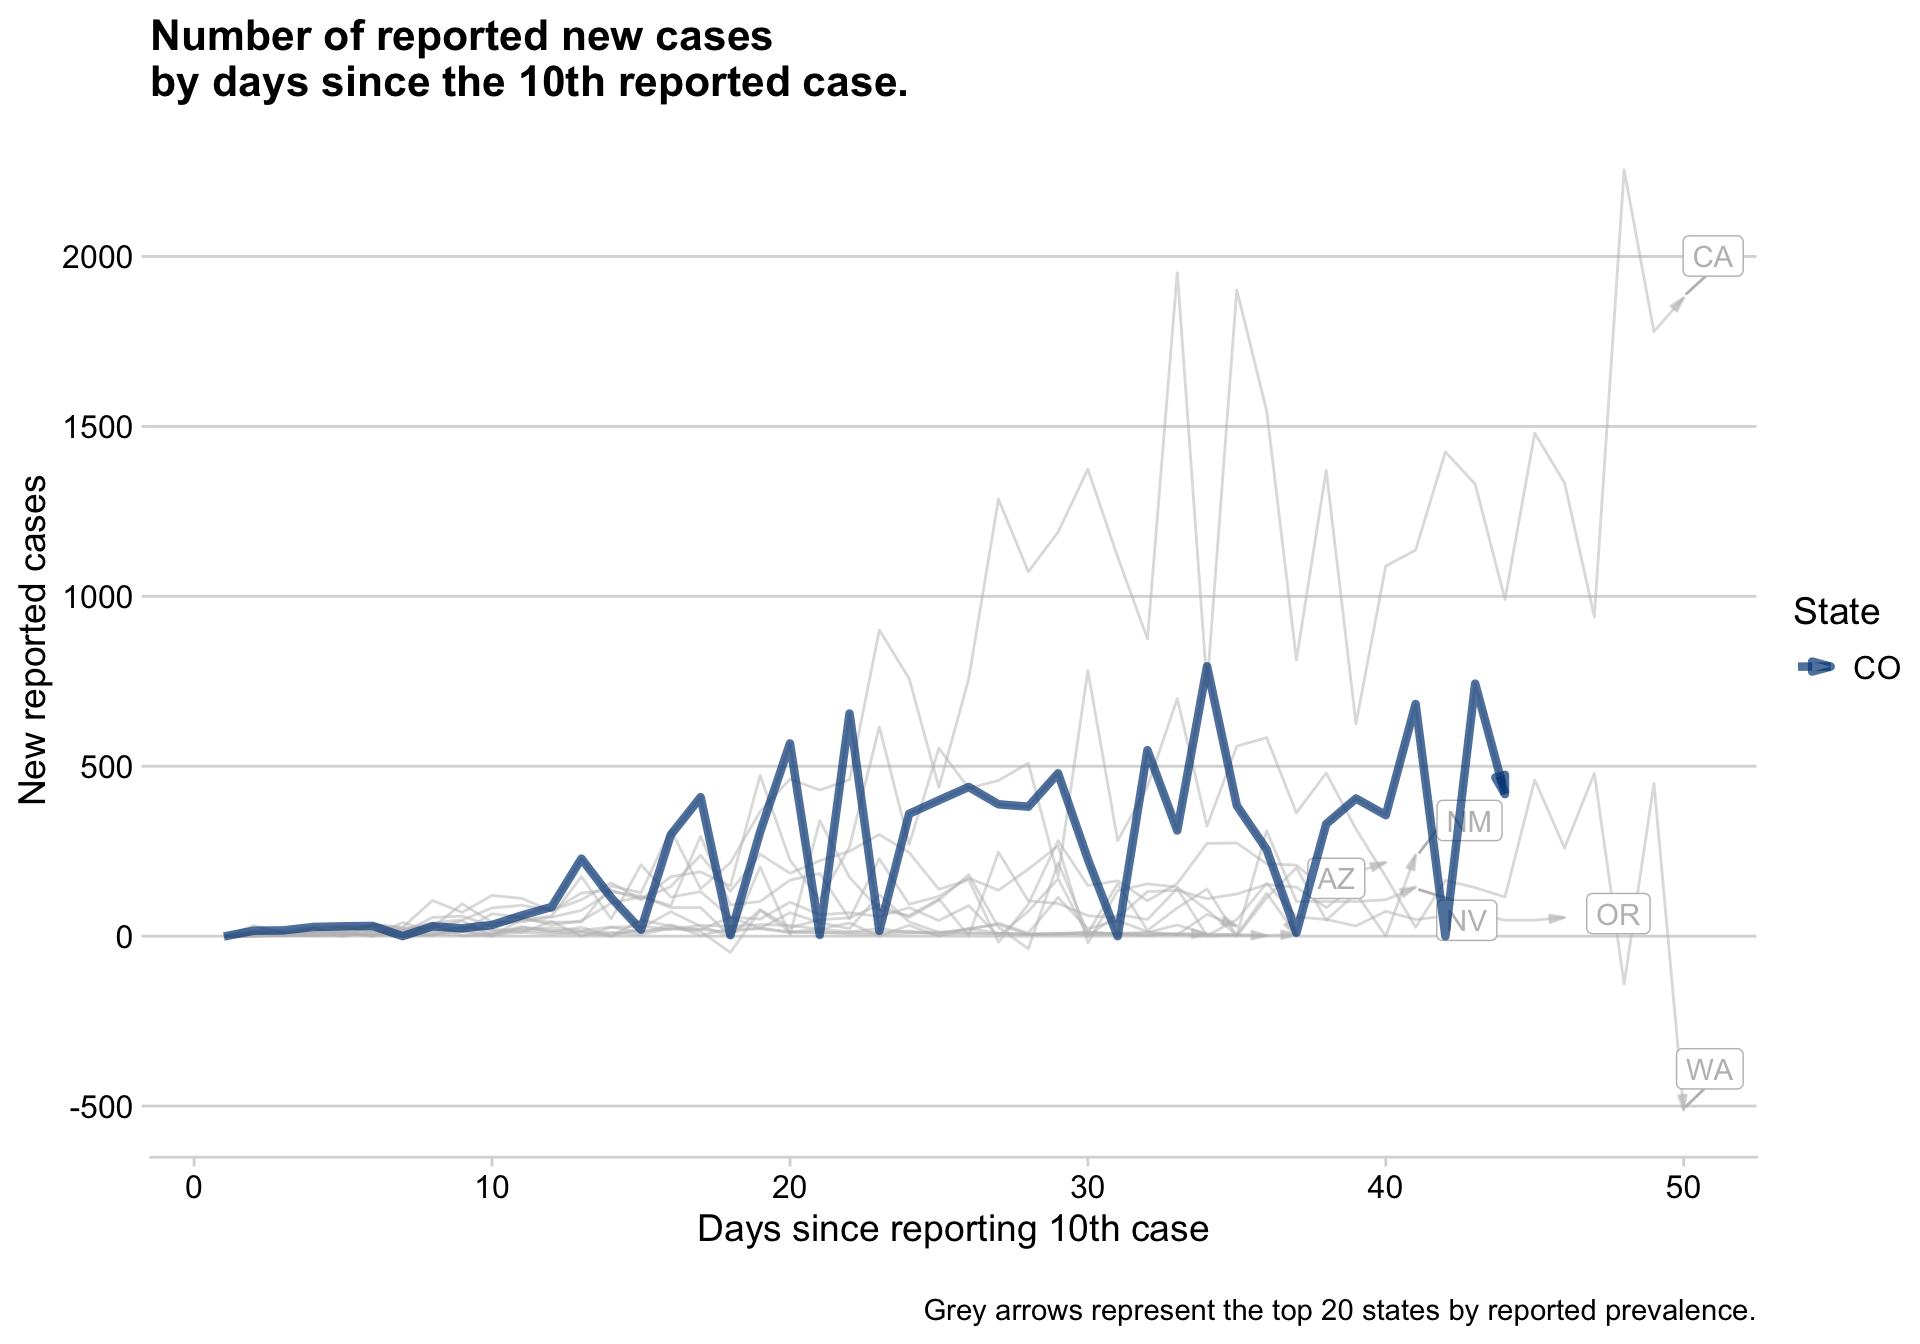 Number of reported new cases
by days since the 10th reported case.
New reported cases
2000
1500
1000
500
0
-500
CA
NM
AZ
NV
OR
WA
State
CO
0
10
20
30
40
50
Days since reporting 10th case
Grey arrows represent the top 20 states by reported prevalence.